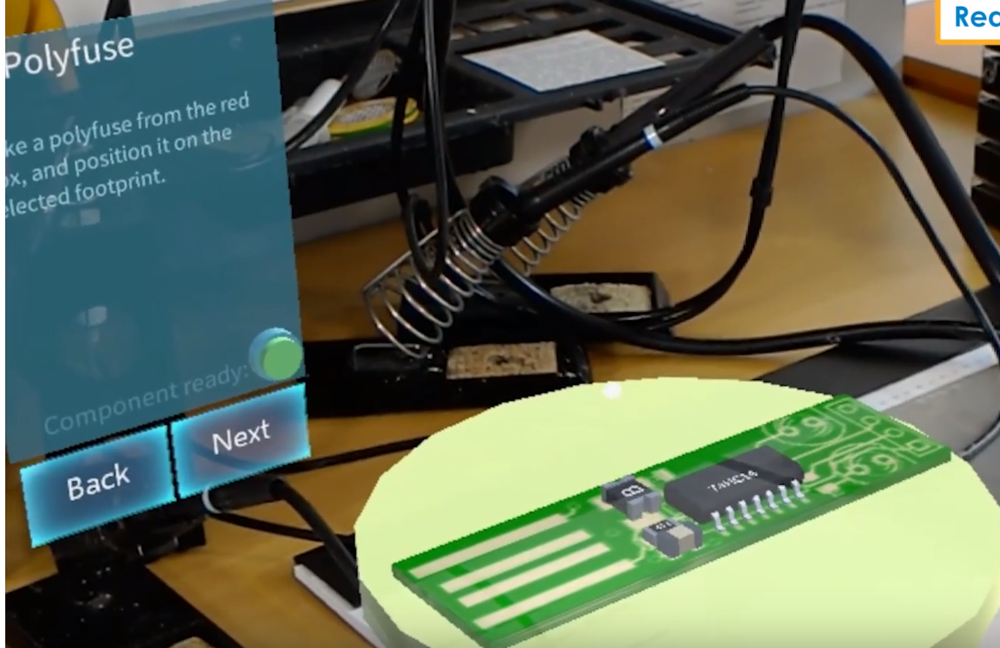 Polyfuse
ke a polyfuse from the red
ox, and position it on the
elected footprint.
Component ready:
Next
Back
Rec